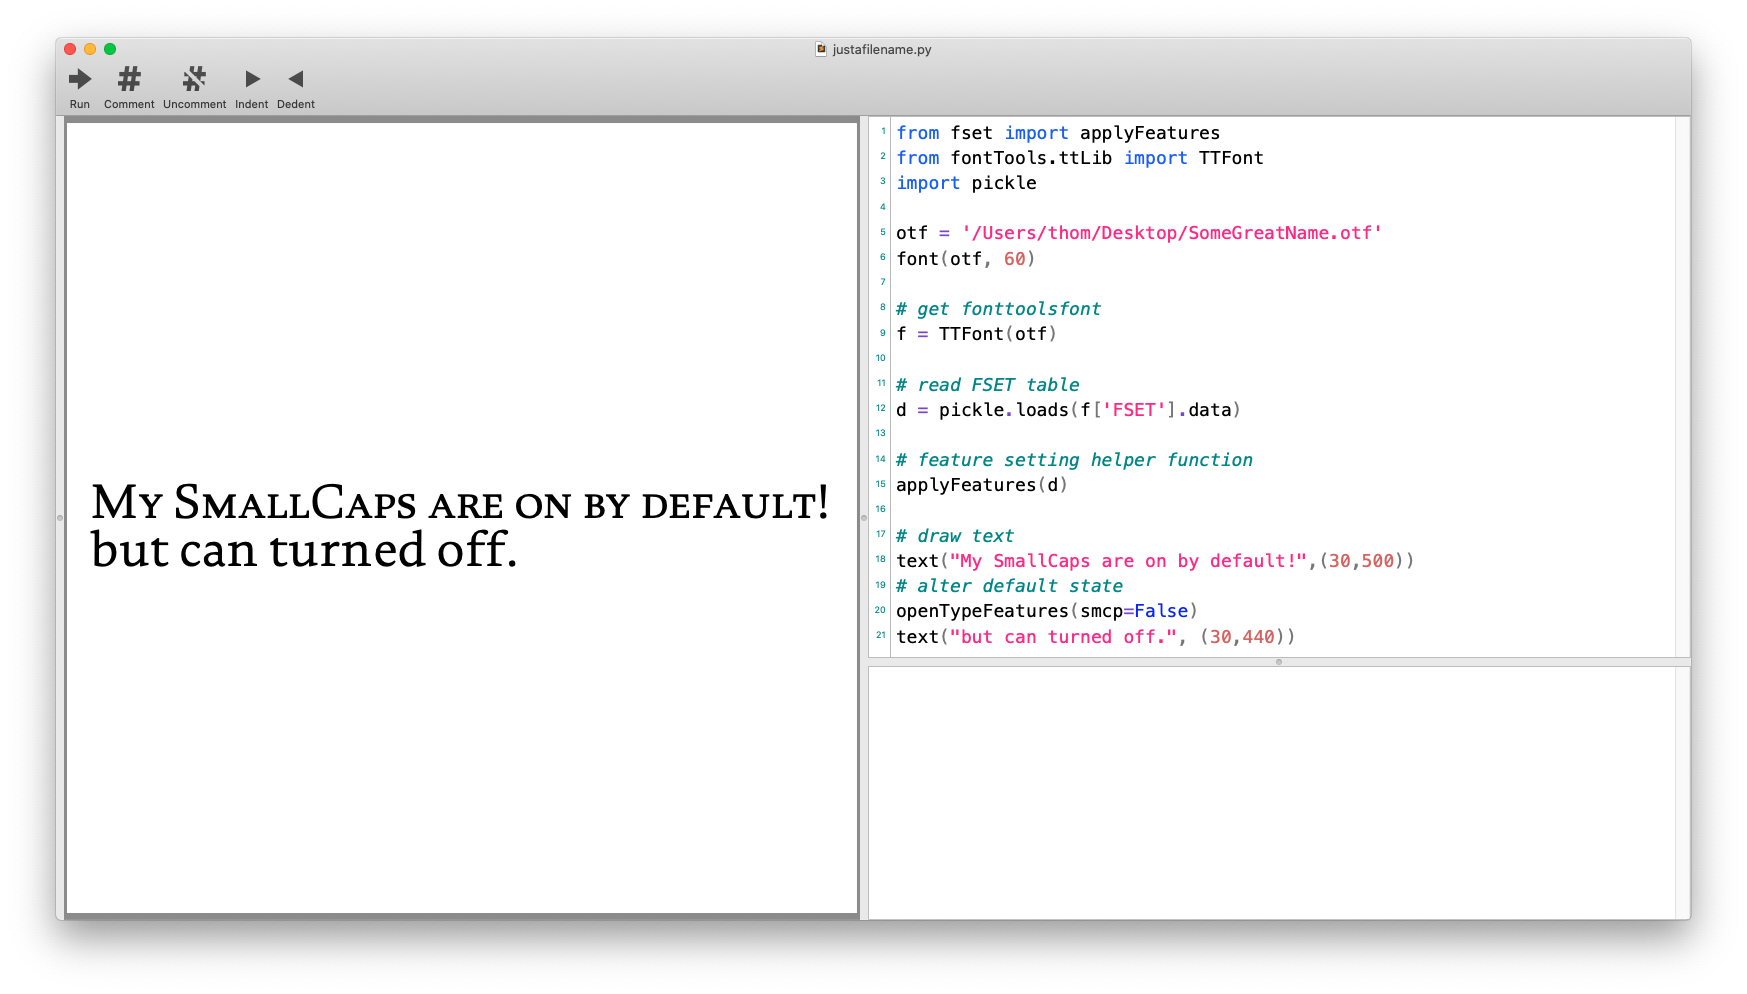 justafilename.py
Run Comment Uncomment Indent Dedent
My SmallCaps are on by default!
but can turned off.
1 from fset import applyFeatures
2 from fontTools.ttLib import TTFont
3 import pickle
4
5 otf = '/Users/thom/Desktop/SomeGreatName.otf'
6 font(otf, 60)
7
8 # get fonttoolsfont
9 f = TTFont(otf)
10
11 # read FSET table
12 d = pickle.loads(f['FSET'].data)
13
14 # feature setting helper function
15 applyFeatures(d)
16
17 # draw text
18 text("My SmallCaps are on by default!",(30,500))
19 # alter default state
20 openTypeFeatures(smcp=False)
21 text("but can turned off.", (30,440))